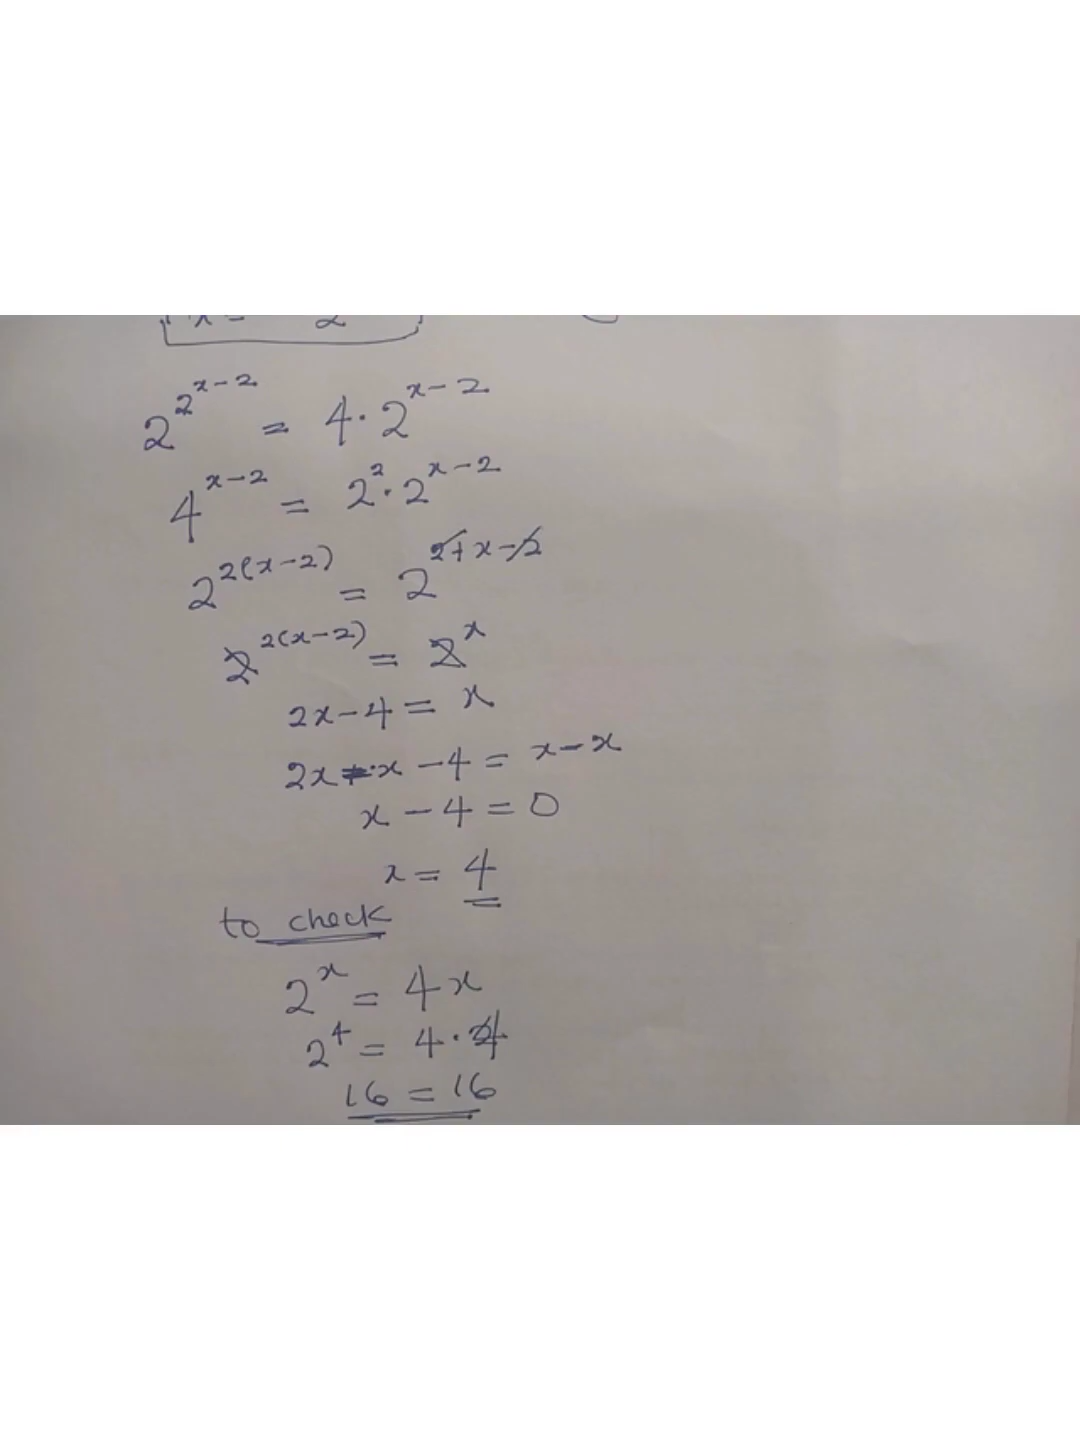 x = 2
2^2^(x-2) = 4 · 2^(x-2)
4^(x-2) = 2^2 · 2^(x-2)
2^2(x-2) = 2^(2+x-2)
2^2(x-2) = 2^x
2x-4 = x
2x - x - 4 = x - x
x - 4 = 0
x = 4
to check
2^x = 4x
2^4 = 4 · 4
16 = 16